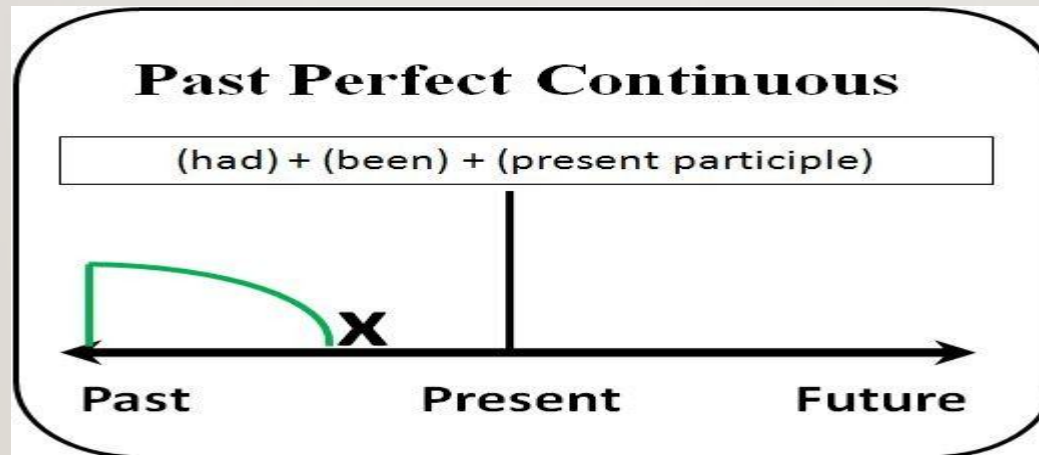 Past Perfect Continuous
(had) + (been) + (present participle)
X
Past Present Future